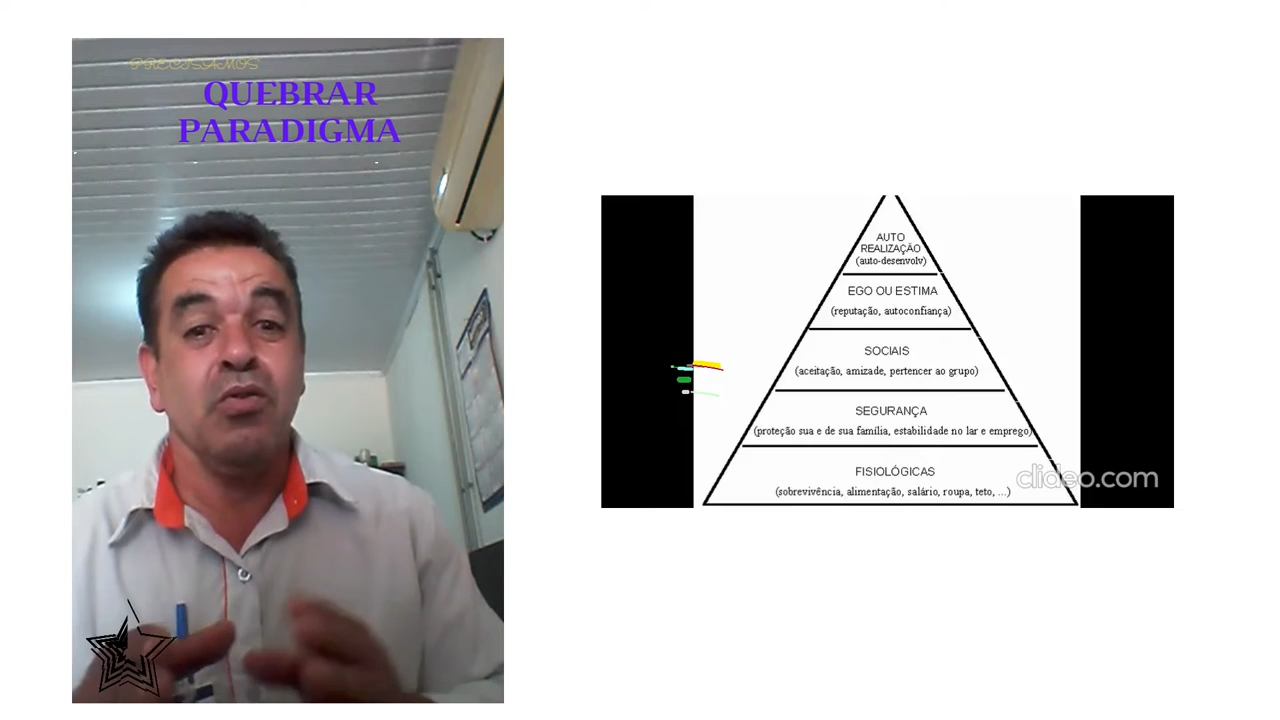 PRECISAMOS
QUEBRAR
PARADIGMA
AUTO
REALIZAÇÃO
(auto-desenvolv)
EGO OU ESTIMA
(reputação, autoconfiança)
SOCIAIS
(aceitação, amizade, pertencer ao grupo)
SEGURANÇA
(proteção sua e de sua família, estabilidade no lar e emprego)
FISIOLÓGICAS
(sobrevivência, alimentação, salário, roupa, teto, ...)
clideo.com